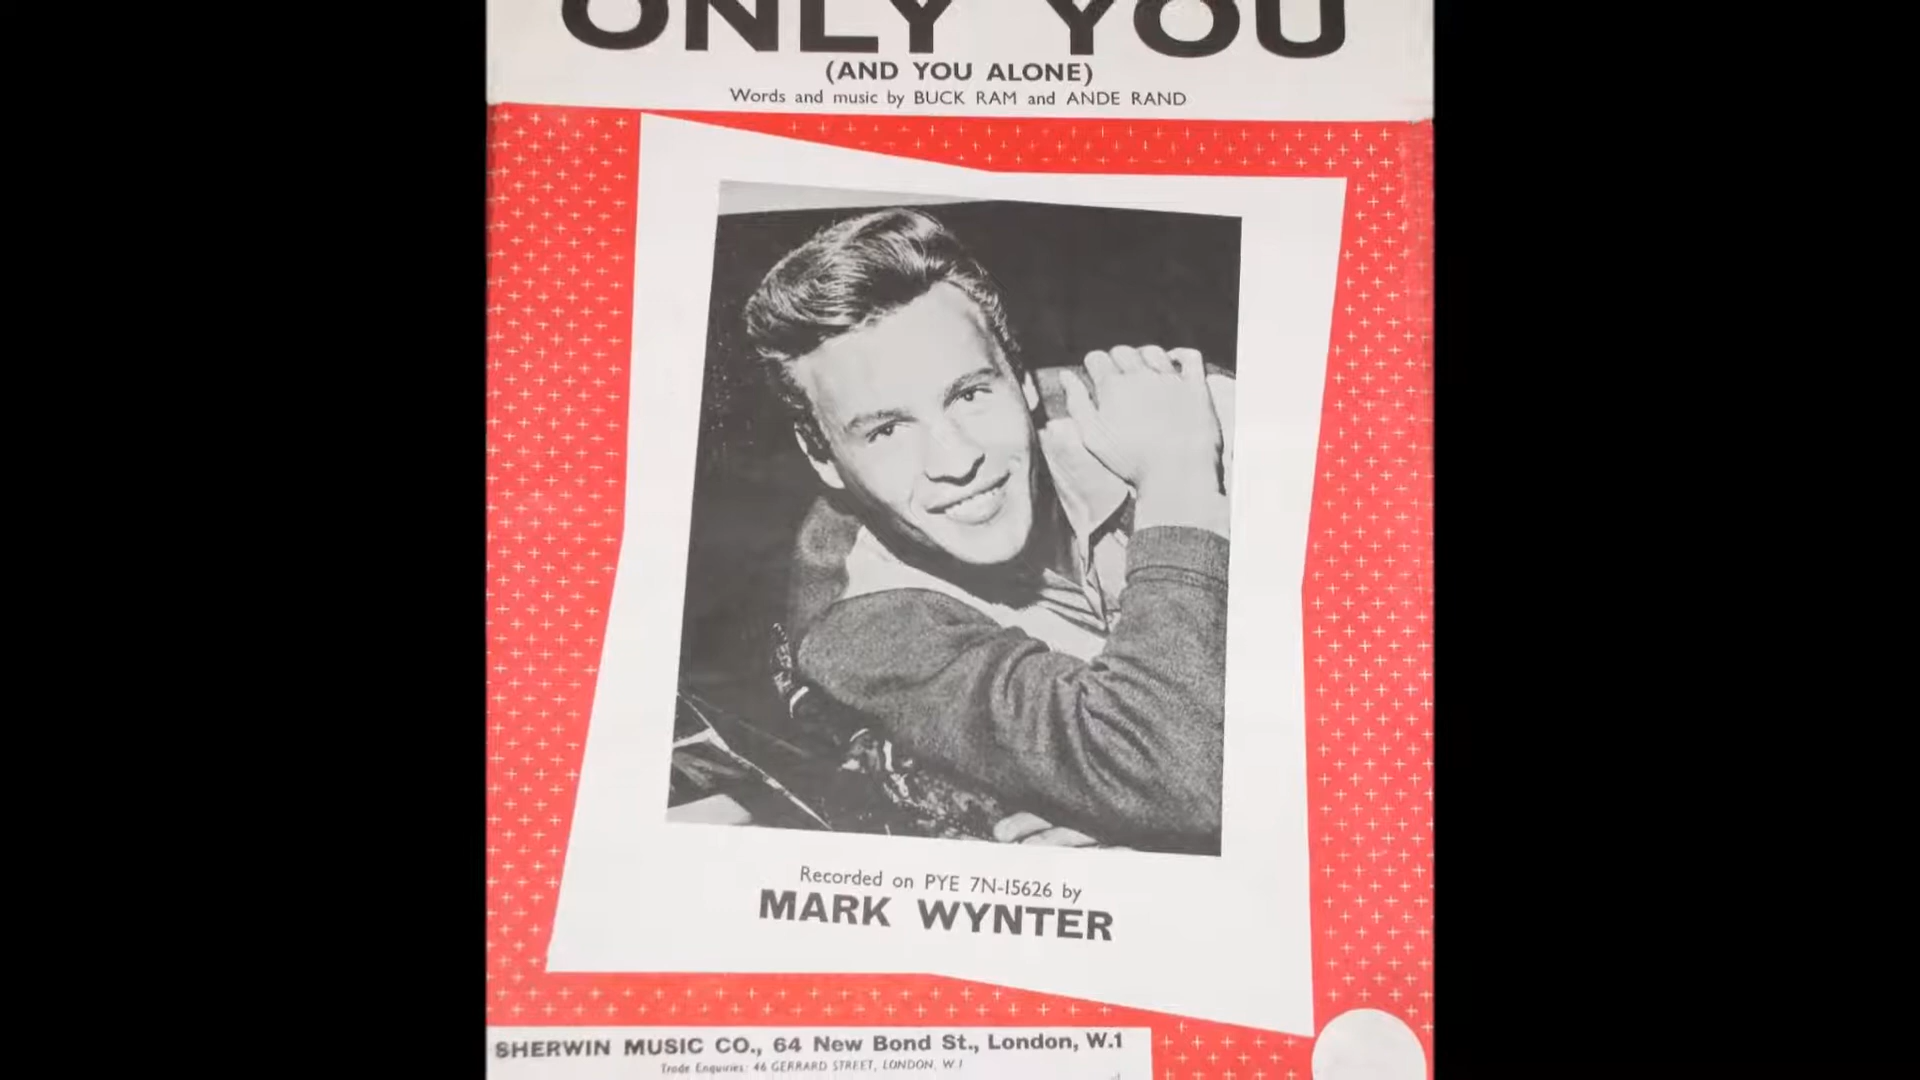 ONLY YOU
(AND YOU ALONE)
Words and music by BUCK RAM and ANDE RAND
Recorded on PYE 7N-15626 by
MARK WYNTER
SHERWIN MUSIC CO., 64 New Bond St., London, W.1
Trade Enquiries: 46 GERRARD STREET, LONDON, W 1